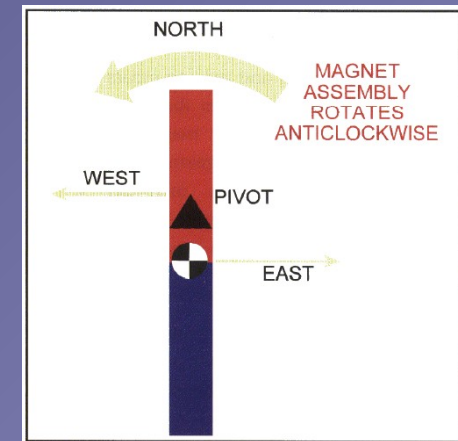 NORTH
MAGNET
ASSEMBLY
ROTATES
ANTICLOCKWISE
WEST
PIVOT
EAST